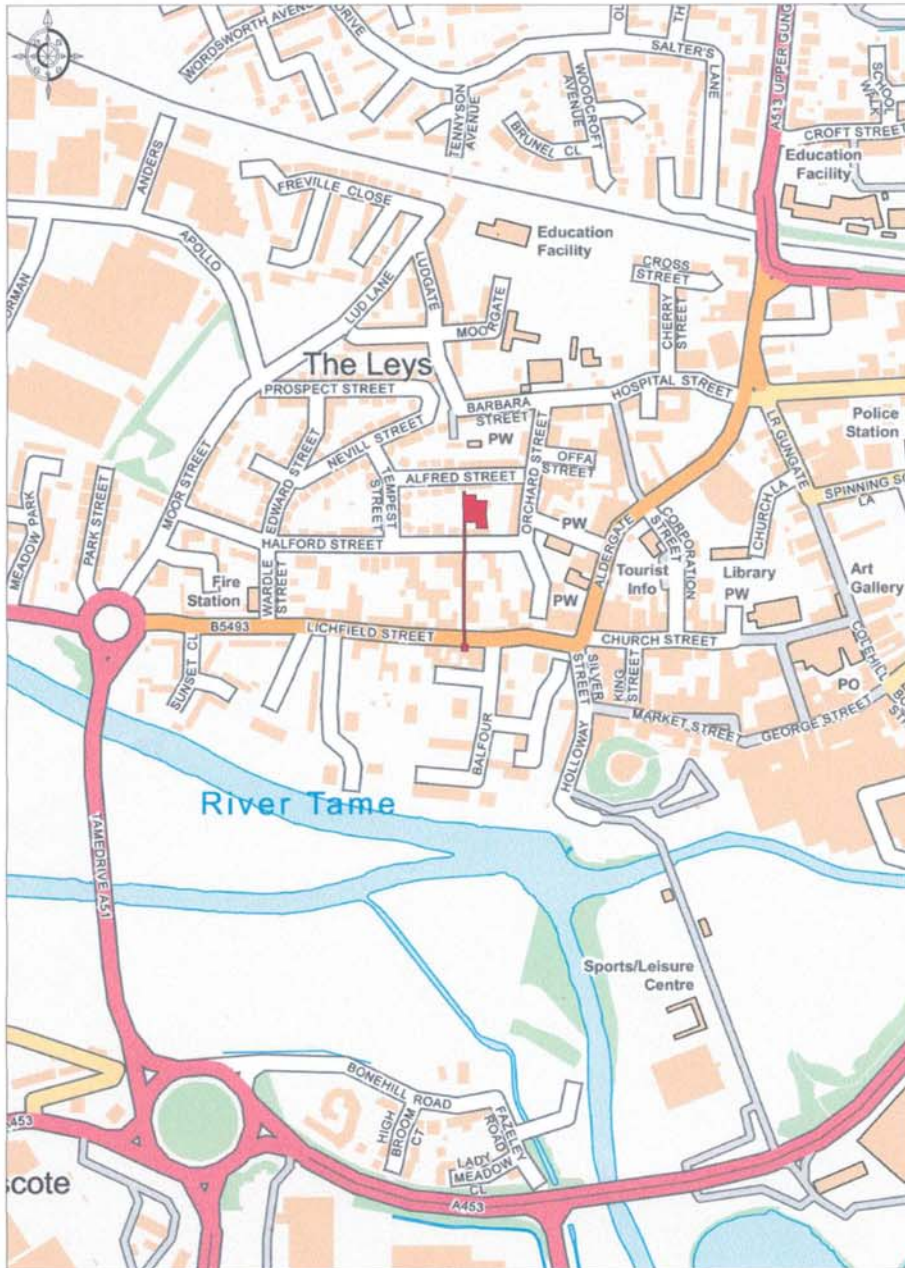 WORDSWORTH AVENUE
DRIVE
SALTER'S
LANE
WOODCROFT
AVENUE
TENNYSON
AVENUE
BRUNEL CL
A513 UPPER GUNG
SCHOOL
WALK
CROFT STREET
Education
Facility
ANDERS
FREVILLE CLOSE
APOLLO
ORMAN
LUD LANE
LUDGATE
Education
Facility
CROSS
STREET
CHERRY
STREET
MOORGATE
The Leys
PROSPECT STREET
HOSPITAL STREET
BARBARA
STREET
PW
NEVILL STREET
EDWARD STREET
MOOR STREET
OFFA
STREET
ORCHARD STREET
ALFRED STREET
TEMPEST
STREET
LR GUNGATE
Police
Station
SPINNING SC
LA
CHURCH LA
MEADOW PARK
PARK STREET
HALFORD STREET
PW
ALDERGATE
CORPORATION
STREET
Tourist
Info
Library
PW
Art
Gallery
Fire
Station
WARDLE
STREET
PW
B5493
LICHFIELD STREET
CHURCH STREET
SUNSET CL
SILVER
STREET
KING
STREET
COLEHILL
PO
MARKET STREET
GEORGE STREET
BALFOUR
HOLLOWAY
River Tame
TAMEDRIVE A51
Sports/Leisure
Centre
BONEHILL ROAD
HIGH
BROOM
CT
FAZELEY
ROAD
LADY
MEADOW
CL
A453
A453
scote